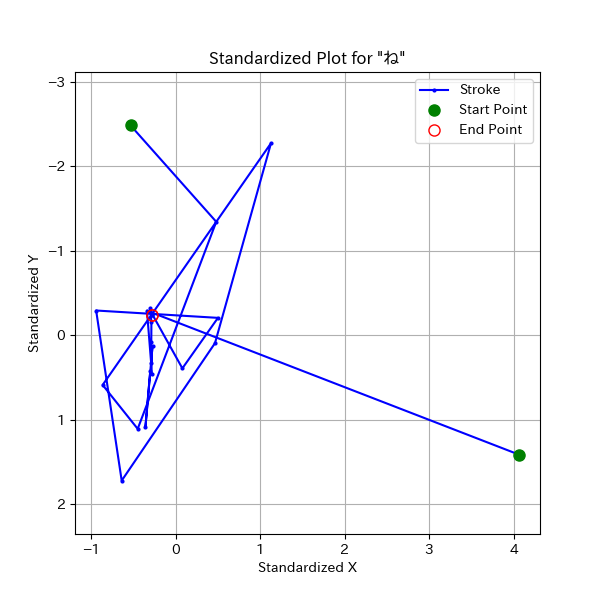 Standardized Plot for "ね"
Stroke
Start Point
End Point
Standardized Y
−3
−2
−1
0
1
2
−1
0
1
2
3
4
Standardized X